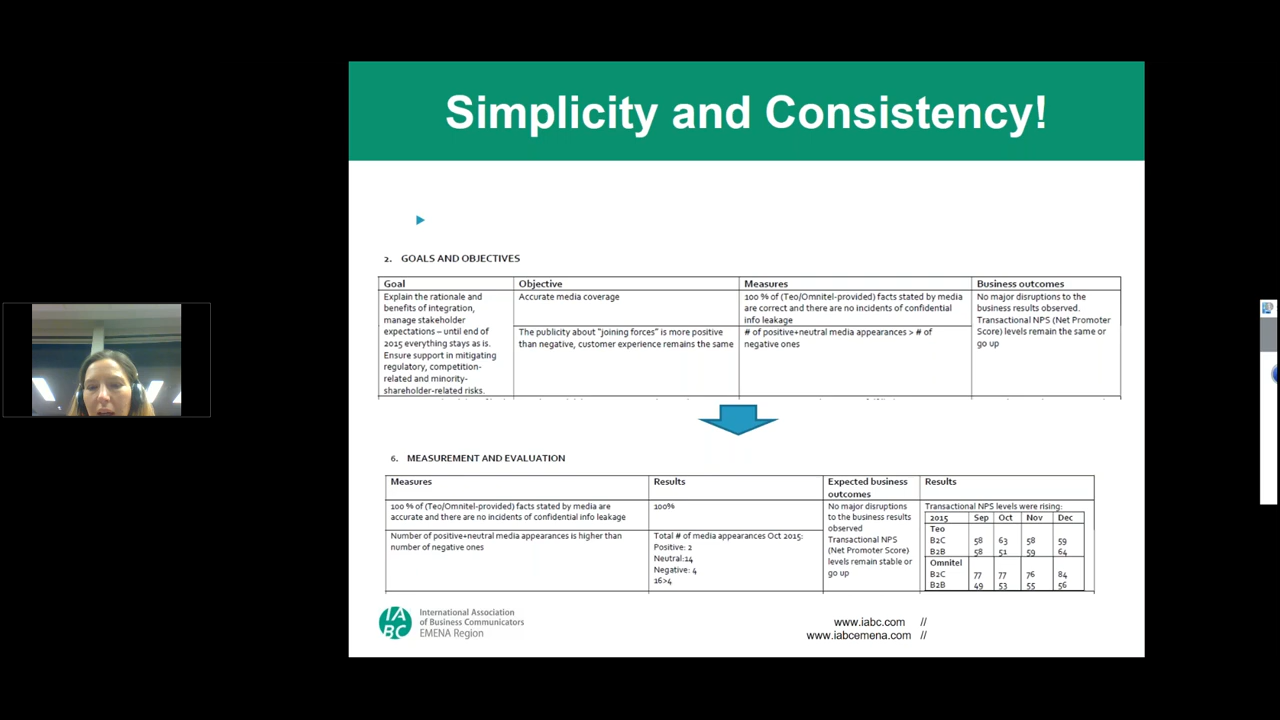 Simplicity and Consistency!
2. GOALS AND OBJECTIVES
Goal
Objective
Measures
Business outcomes
Explain the rationale and
benefits of integration,
manage stakeholder
expectations – until end of
2015 everything stays as is.
Ensure support in mitigating
regulatory, competition-
related and minority-
shareholder-related risks.
Accurate media coverage
100 % of (Teo/Omnitel-provided) facts stated by media
are correct and there are no incidents of confidential
info leakage
No major disruptions to the
business results observed.
Transactional NPS (Net Promoter
Score) levels remain the same or
go up
The publicity about "joining forces" is more positive
than negative, customer experience remains the same
# of positive+neutral media appearances > # of
negative ones
6. MEASUREMENT AND EVALUATION
Measures
Results
Expected business
outcomes
Results
100 % of (Teo/Omnitel-provided) facts stated by media are
accurate and there are no incidents of confidential info leakage
100%
No major disruptions
to the business results
observed
Transactional NPS
(Net Promoter Score)
levels remain stable or
go up
Transactional NPS levels were rising:
2015 Sep Oct Nov Dec
Teo
B2C 58 63 58 59
B2B 58 51 59 64
Omnitel
B2C 77 77 76 84
B2B 49 53 55 56
Number of positive+neutral media appearances is higher than
number of negative ones
Total # of media appearances Oct 2015:
Positive: 2
Neutral:14
Negative: 4
16>4
IA
BC
International Association
of Business Communicators
EMENA Region
www.iabc.com //
www.iabcemena.com //